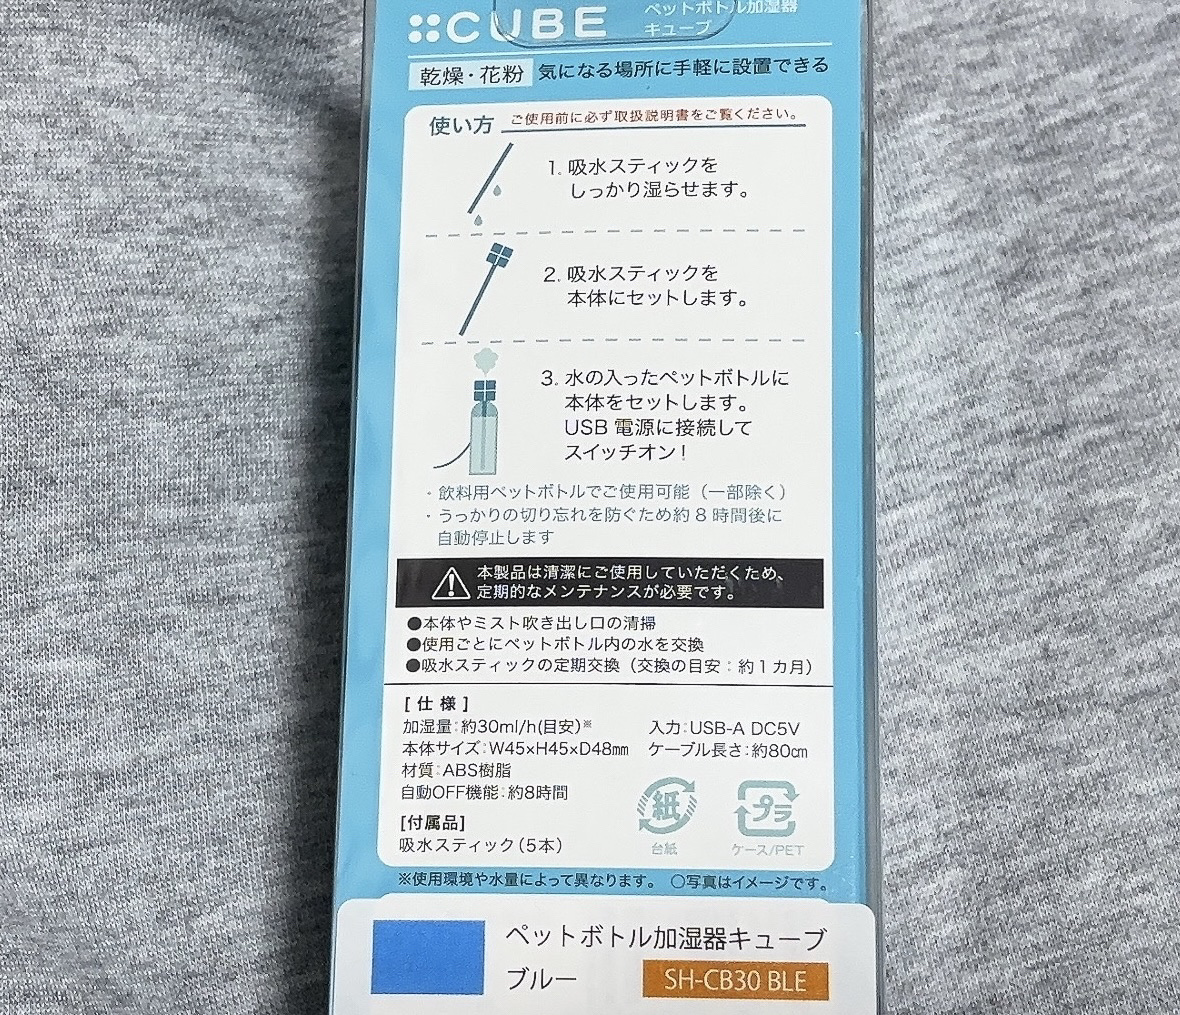 CUBE
ペットボトル加湿器
キューブ
乾燥・花粉 気になる場所に手軽に設置できる
使い方 ご使用前に必ず取扱説明書をご覧ください。
1. 吸水スティックを
しっかり湿らせます。
2. 吸水スティックを
本体にセットします。
3. 水の入ったペットボトルに
本体をセットします。
USB 電源に接続して
スイッチオン!
・飲料用ペットボトルでご使用可能（一部除く）
・うっかりの切り忘れを防ぐため約8時間後に
自動停止します
本製品は清潔にご使用していただくため、
定期的なメンテナンスが必要です。
●本体やミスト吹き出し口の清掃
●使用ごとにペットボトル内の水を交換
●吸水スティックの定期交換（交換の目安：約1カ月）
[仕様]
加湿量:約30ml/h(目安)※ 入力:USB-A DC5V
本体サイズ:W45×H45×D48mm ケーブル長さ:約80cm
材質:ABS樹脂
自動OFF機能:約8時間
[付属品]
吸水スティック(5本)
紙
台紙
プラ
ケース/PET
※使用環境や水量によって異なります。 ○写真はイメージです。
ペットボトル加湿器キューブ
ブルー SH-CB30 BLE